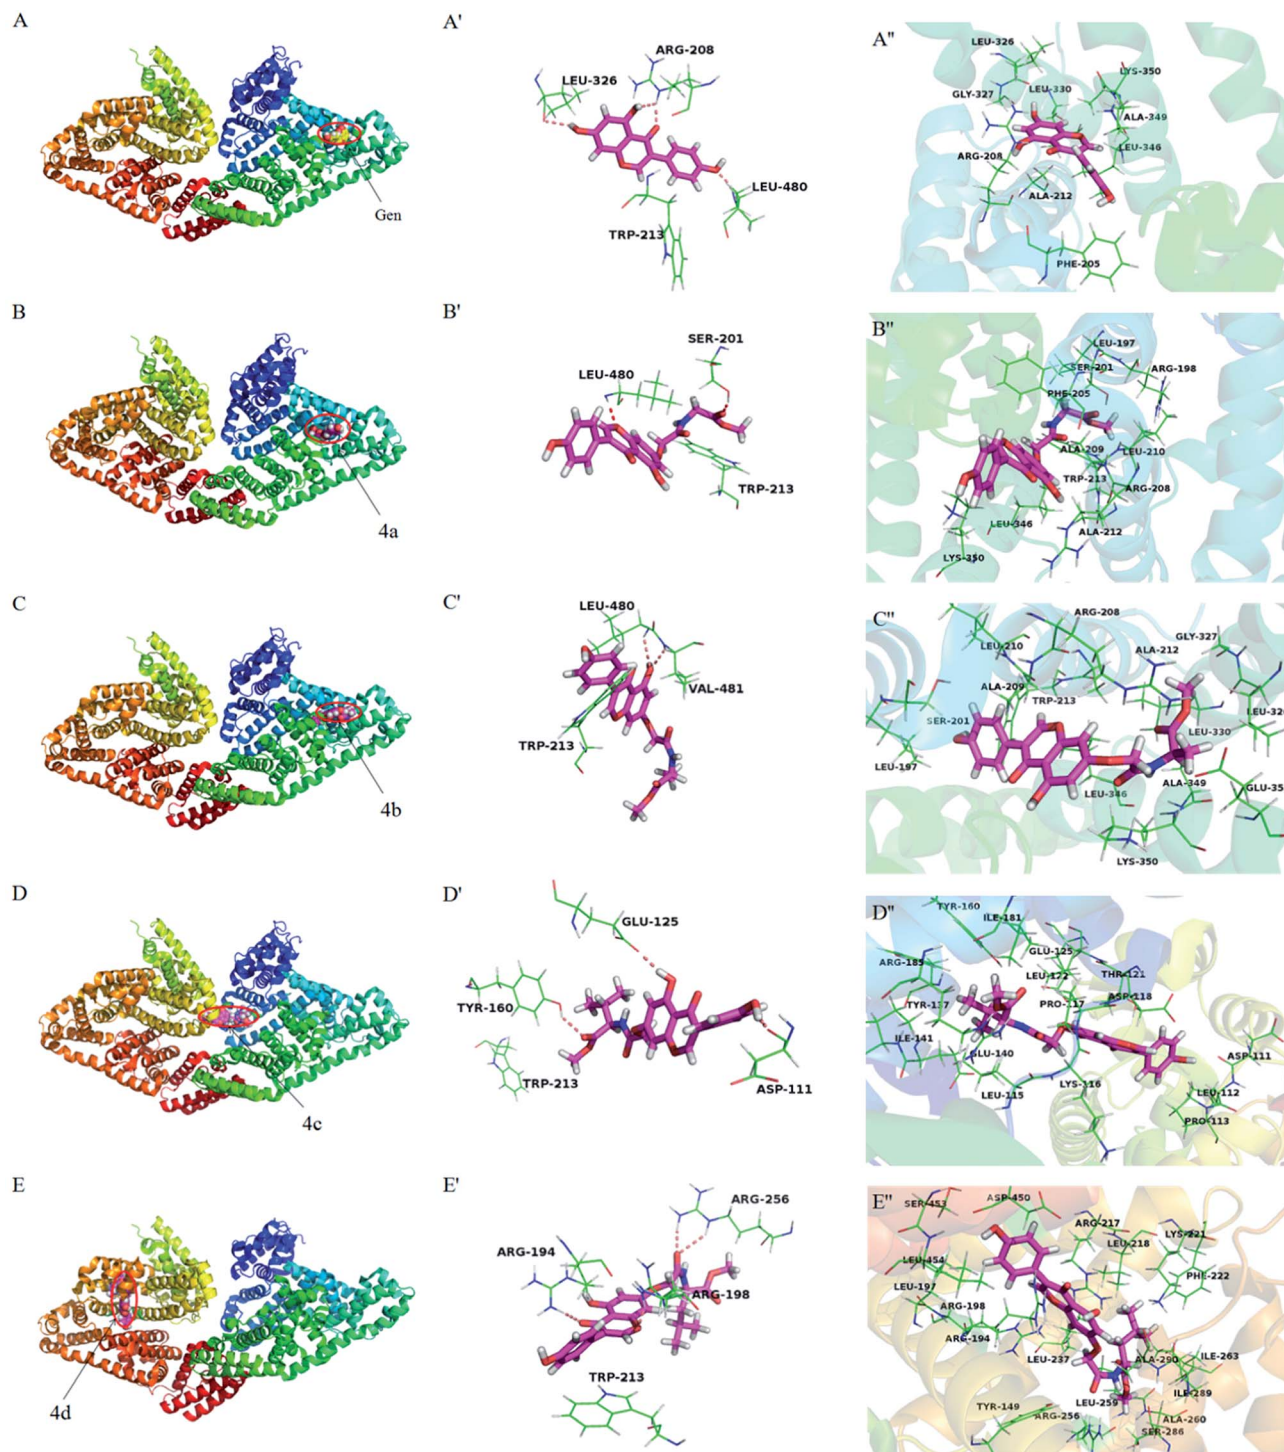 A
Gen
A'
ARG-208
LEU-326
LEU-480
TRP-213
A"
LEU-326
LYS-350
GLY-327
LEU-330
ALA-349
LEU-346
ARG-208
ALA-212
PHE-205
B
4a
B'
SER-201
LEU-480
TRP-213
B"
LEU-197
SER-201
ARG-198
PHE-205
ALA-209
LEU-210
TRP-213
ARG-208
LEU-346
ALA-212
LYS-350
C
4b
C'
LEU-480
VAL-481
TRP-213
C"
ARG-208
GLY-327
LEU-210
ALA-212
ALA-209
TRP-213
SER-201
LEU-330
LEU-197
LEU-346
ALA-349
GLU-35
LYS-350
D
4c
D'
GLU-125
TYR-160
TRP-213
ASP-111
D"
TYR-160
ILE-181
GLU-125
ARG-185
LEU-122
THR-121
ASP-118
PRO-117
ILE-141
GLU-140
ASP-111
LEU-115
LYS-116
LEU-112
PRO-113
E
4d
E'
ARG-256
ARG-194
ARG-198
TRP-213
E"
SER-453
ASP-450
ARG-217
LYS-221
LEU-218
LEU-454
PHE-222
LEU-197
ARG-198
ARG-194
LEU-237
ALA-290
ILE-263
ILE-289
LEU-259
TYR-149
ARG-256
ALA-260
SER-286